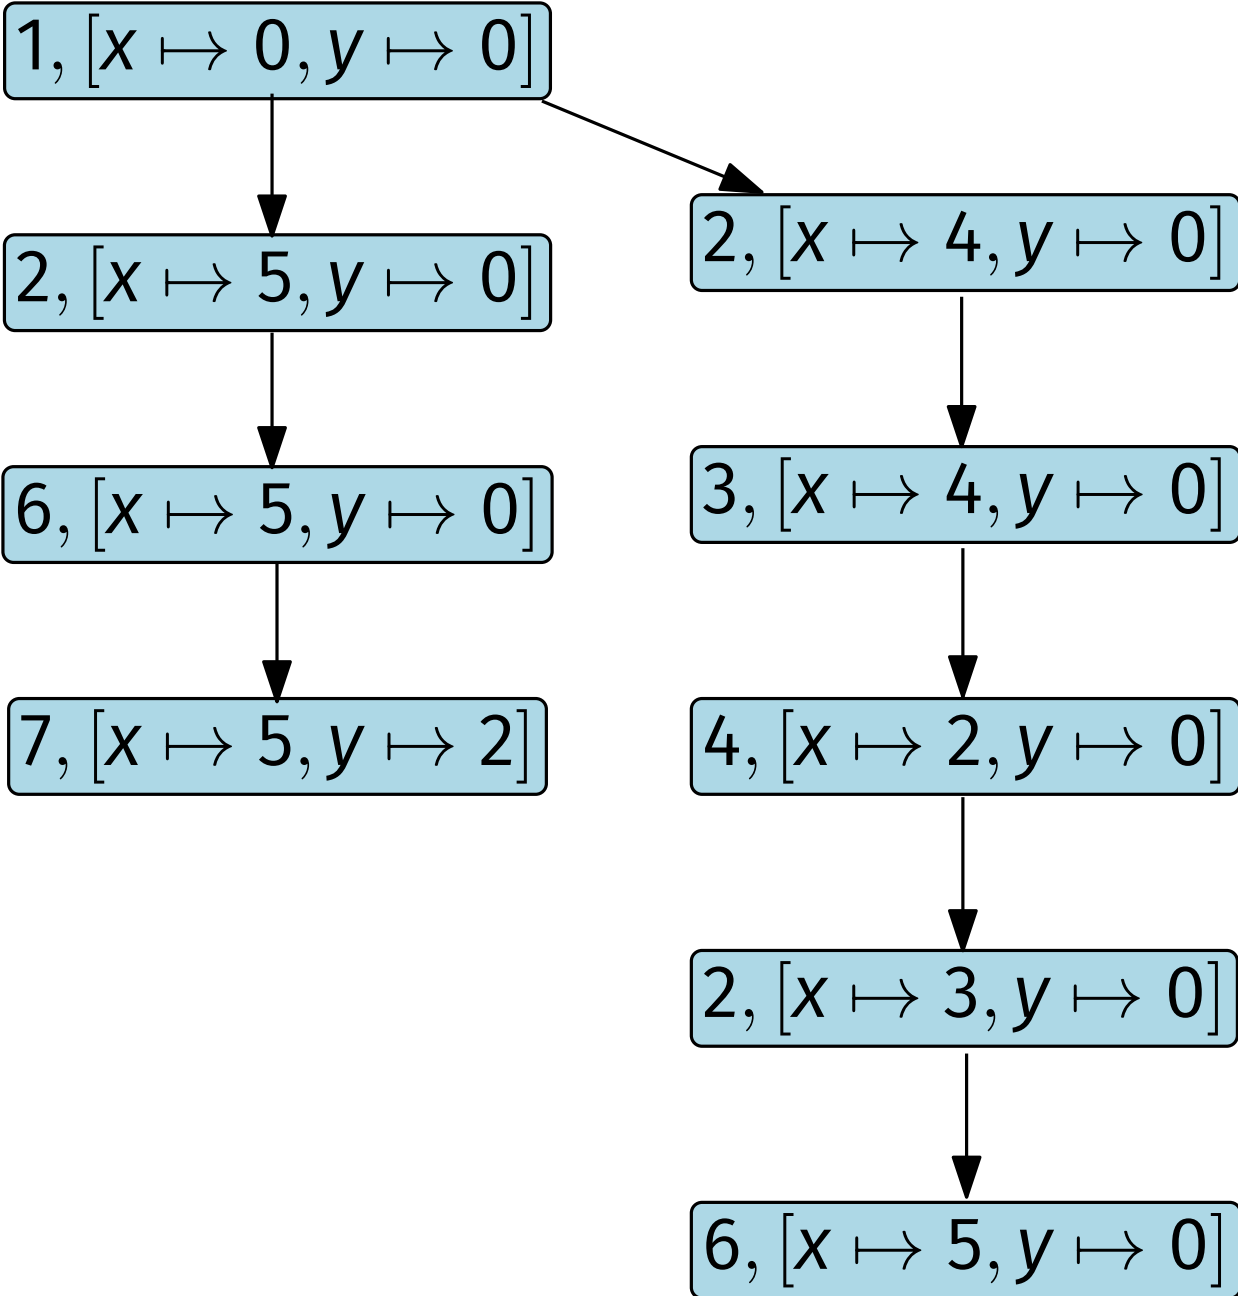 1, [x ↦ 0, y ↦ 0]
2, [x ↦ 4, y ↦ 0]
2, [x ↦ 5, y ↦ 0]
3, [x ↦ 4, y ↦ 0]
6, [x ↦ 5, y ↦ 0]
4, [x ↦ 2, y ↦ 0]
7, [x ↦ 5, y ↦ 2]
2, [x ↦ 3, y ↦ 0]
6, [x ↦ 5, y ↦ 0]